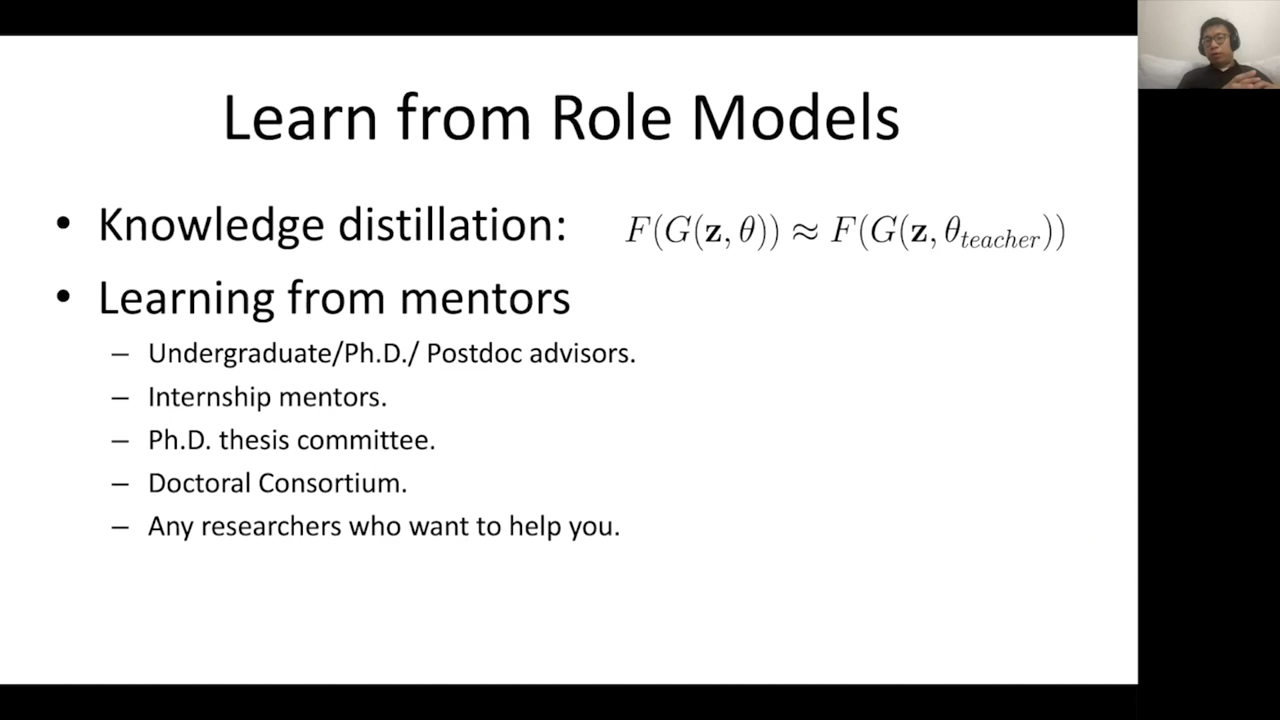 Learn from Role Models
• Knowledge distillation: F(G(z, θ)) ≈ F(G(z, θ_teacher))
• Learning from mentors
– Undergraduate/Ph.D./ Postdoc advisors.
– Internship mentors.
– Ph.D. thesis committee.
– Doctoral Consortium.
– Any researchers who want to help you.